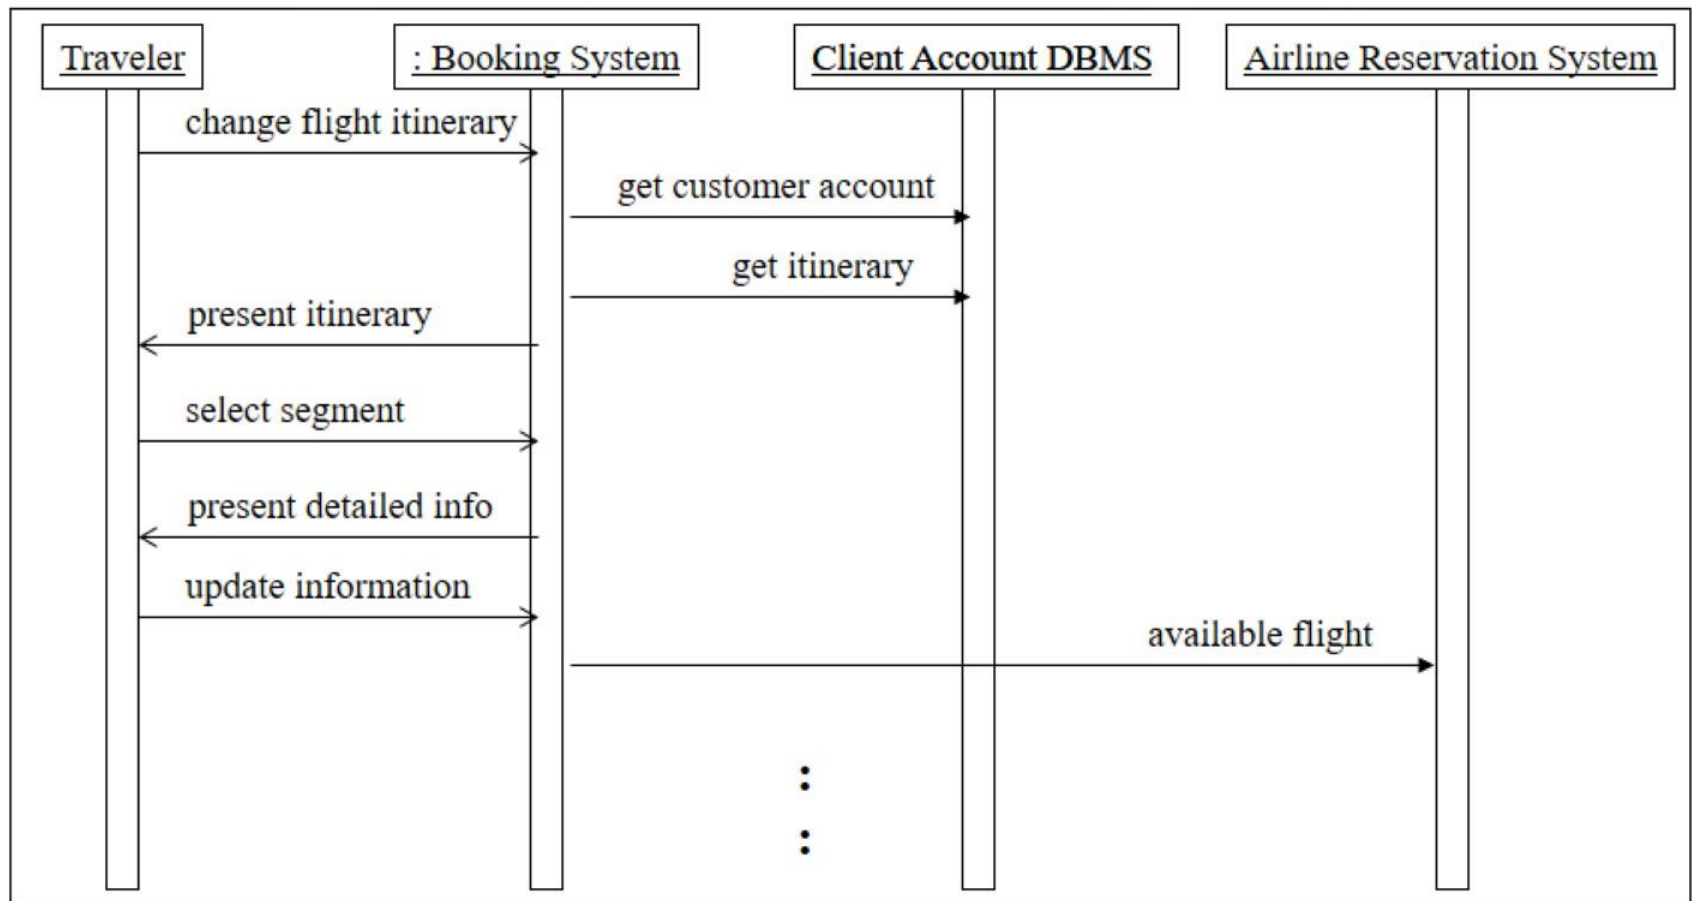 Traveler
: Booking System
Client Account DBMS
Airline Reservation System
change flight itinerary
get customer account
get itinerary
present itinerary
select segment
present detailed info
update information
available flight
:
: